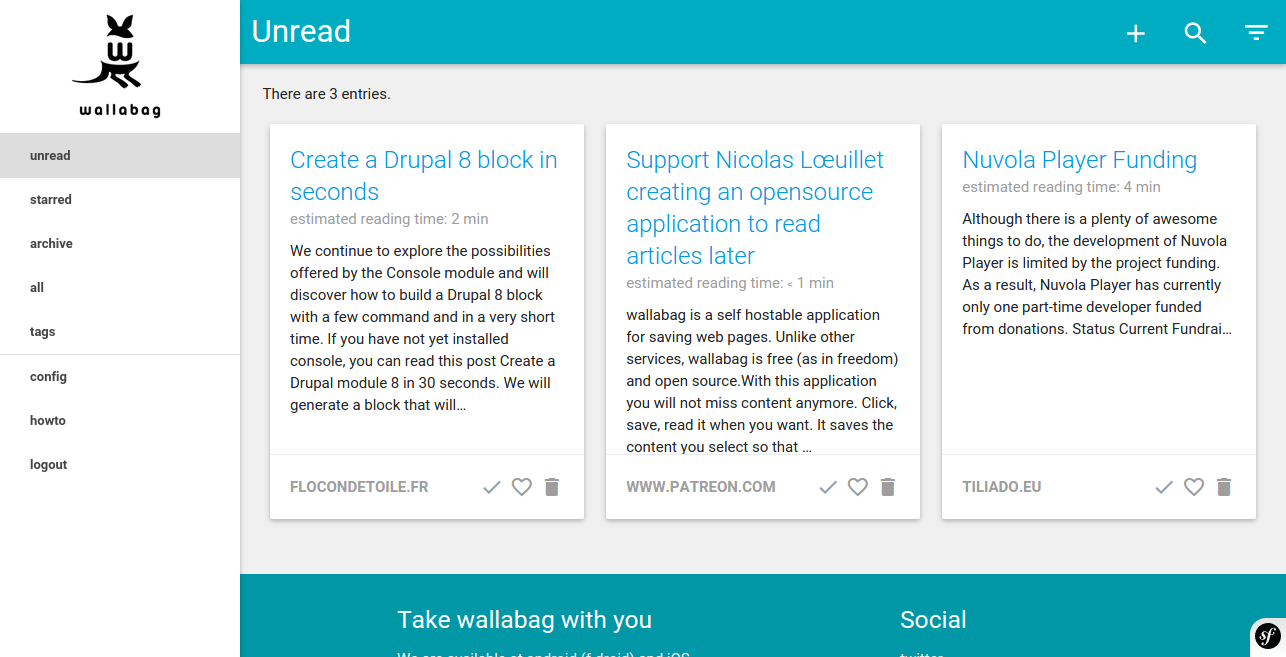 wallabag
unread
starred
archive
all
tags
config
howto
logout
Unread
There are 3 entries.
Create a Drupal 8 block in
seconds
estimated reading time: 2 min
We continue to explore the possibilities
offered by the Console module and will
discover how to build a Drupal 8 block
with a few command and in a very short
time. If you have not yet installed
console, you can read this post Create a
Drupal module 8 in 30 seconds. We will
generate a block that will…
FLOCONDETOILE.FR
Support Nicolas Lœuillet
creating an opensource
application to read
articles later
estimated reading time: < 1 min
wallabag is a self hostable application
for saving web pages. Unlike other
services, wallabag is free (as in freedom)
and open source.With this application
you will not miss content anymore. Click,
save, read it when you want. It saves the
content you select so that …
WWW.PATREON.COM
Nuvola Player Funding
estimated reading time: 4 min
Although there is a plenty of awesome
things to do, the development of Nuvola
Player is limited by the project funding.
As a result, Nuvola Player has currently
only one part-time developer funded
from donations. Status Current Fundrai…
TILIADO.EU
Take wallabag with you
We are available at android (f-droid) and iOS
Social
twitter
sf